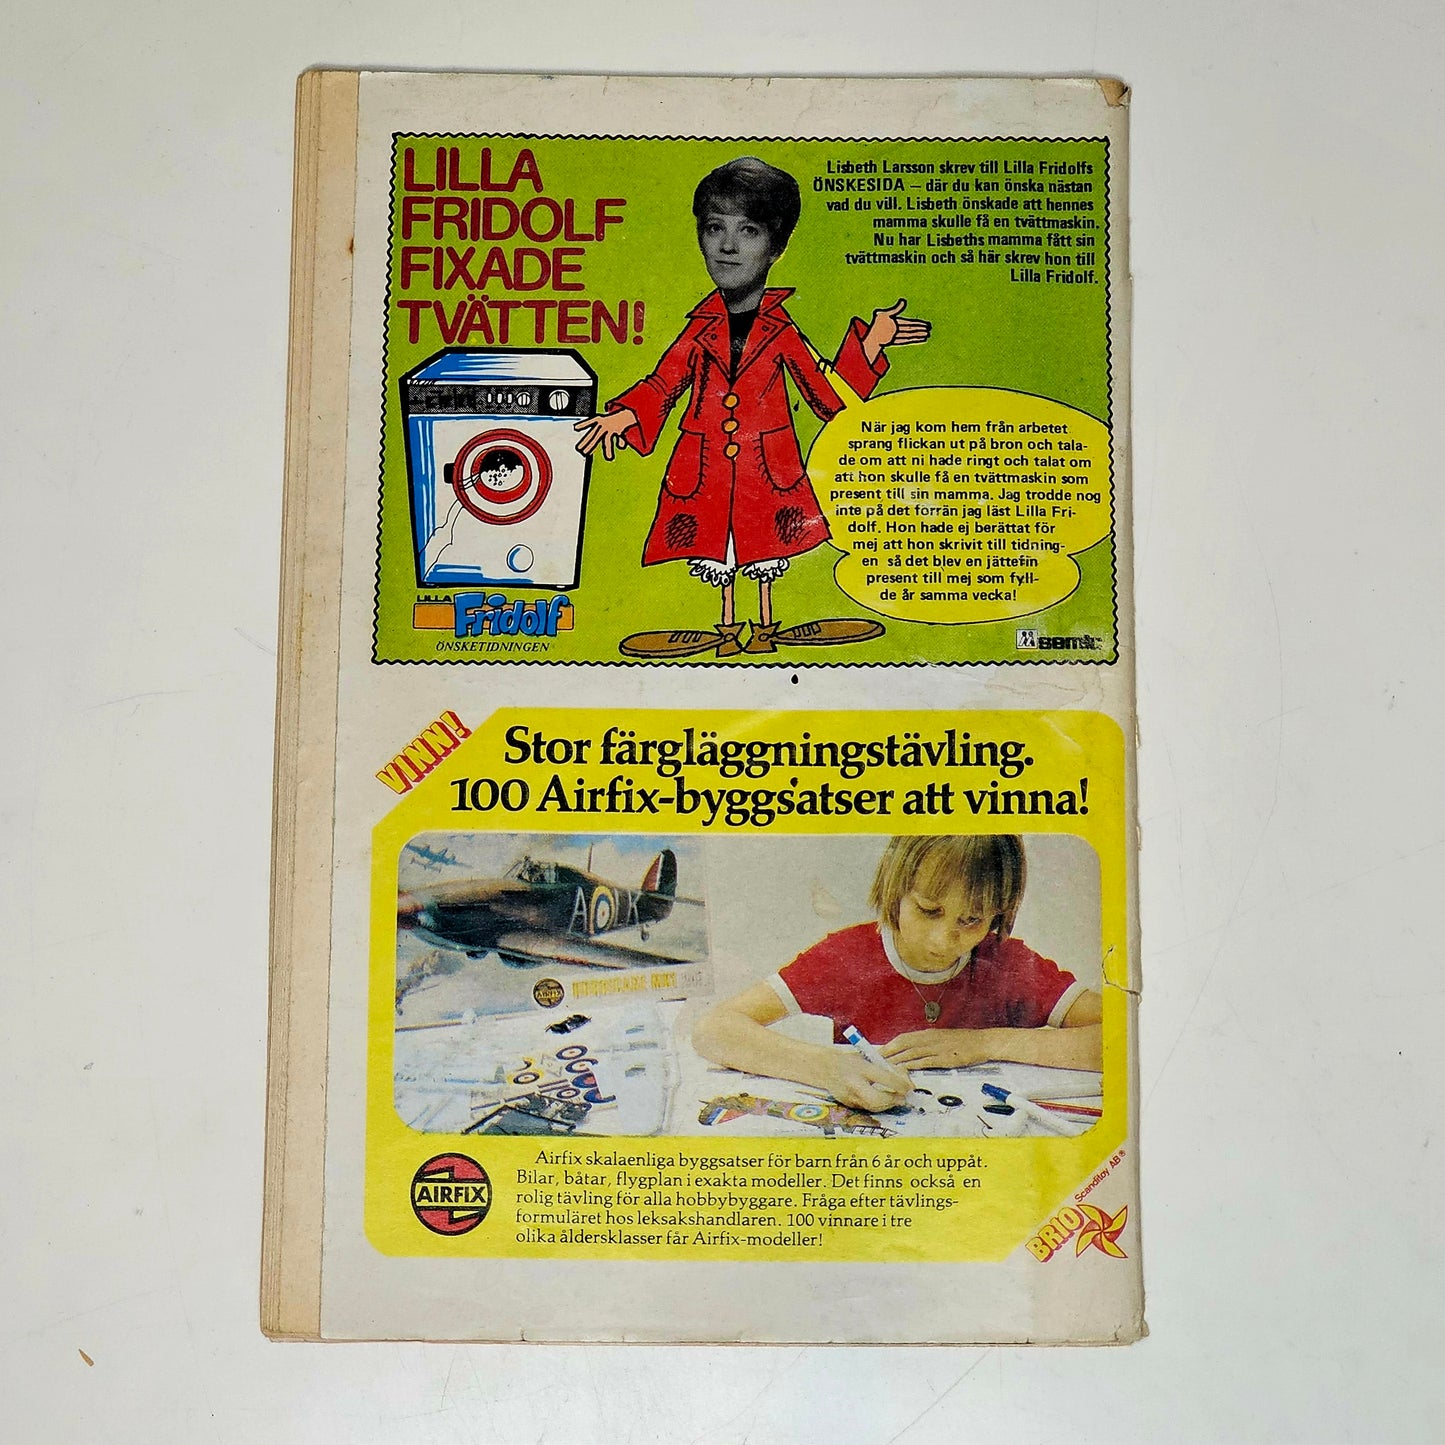 LILLA
FRIDOLF
FIXADE
TVÄTTEN!
Lisbeth Larsson skrev till Lilla Fridolfs
ÖNSKESIDA — där du kan önska nästan
vad du vill. Lisbeth önskade att hennes
mamma skulle få en tvättmaskin.
Nu har Lisbeths mamma fått sin
tvättmaskin och så här skrev hon till
Lilla Fridolf.
När jag kom hem från arbetet
sprang flickan ut på bron och tala-
de om att ni hade ringt och talat om
att hon skulle få en tvättmaskin som
present till sin mamma. Jag trodde nog
inte på det förrän jag läst Lilla Fri-
dolf. Hon hade ej berättat för
mej att hon skrivit till tidning-
en så det blev en jättefin
present till mej som fyll-
de år samma vecka!
LILLA
Fridolf
ÖNSKETIDNINGEN
semic
VINN!
Stor färgläggningstävling.
100 Airfix-byggsatser att vinna!
A K
AIRFIX HURRICANE MK1
Airfix skalaenliga byggsatser för barn från 6 år och uppåt.
Bilar, båtar, flygplan i exakta modeller. Det finns också en
rolig tävling för alla hobbybyggare. Fråga efter tävlings-
formuläret hos leksakshandlaren. 100 vinnare i tre
olika åldersklasser får Airfix-modeller!
AIRFIX
BRIO
Scanditoy AB®